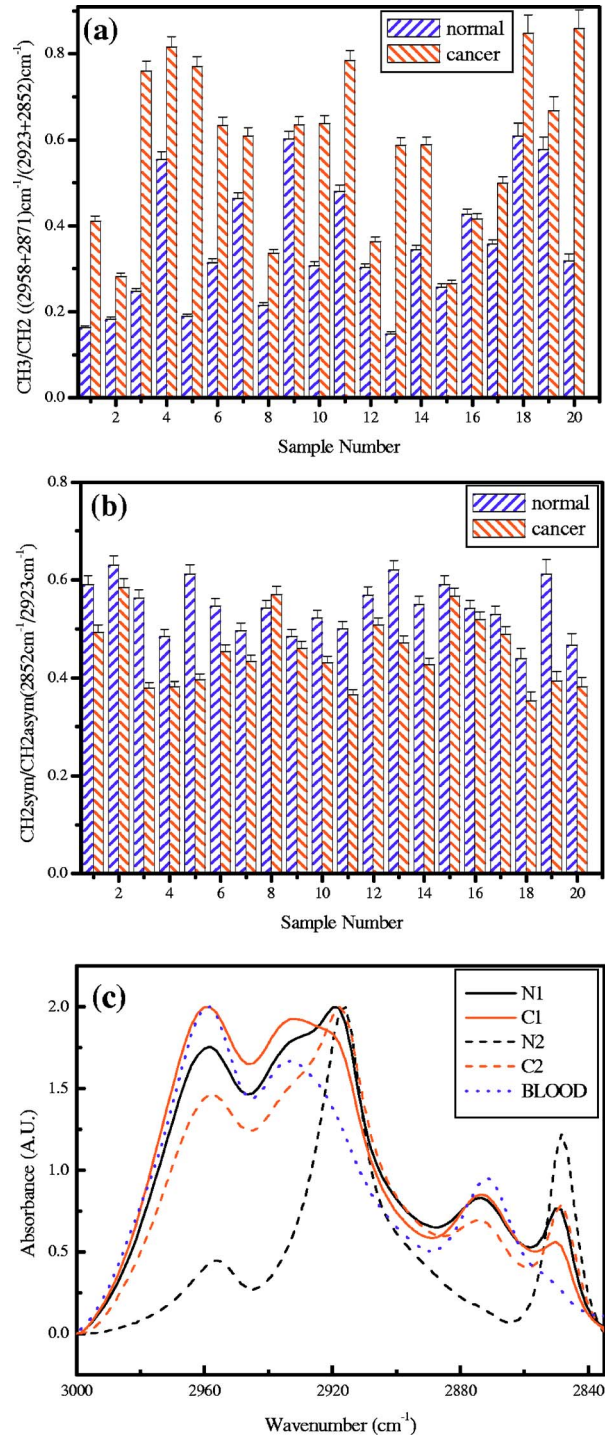 (a)
normal
cancer
CH3/CH2 ((2958+2871)cm⁻¹/(2923+2852)cm⁻¹)
0.8
0.6
0.4
0.2
0.0
2 4 6 8 10 12 14 16 18 20
Sample Number
(b)
normal
cancer
CH2sym/CH2asym(2852cm⁻¹/2923cm⁻¹)
0.8
0.6
0.4
0.2
0.0
2 4 6 8 10 12 14 16 18 20
Sample Number
(c)
N1
C1
N2
C2
BLOOD
Absorbance (A.U.)
2.0
1.5
1.0
0.5
0.0
3000 2960 2920 2880 2840
Wavenumber (cm⁻¹)